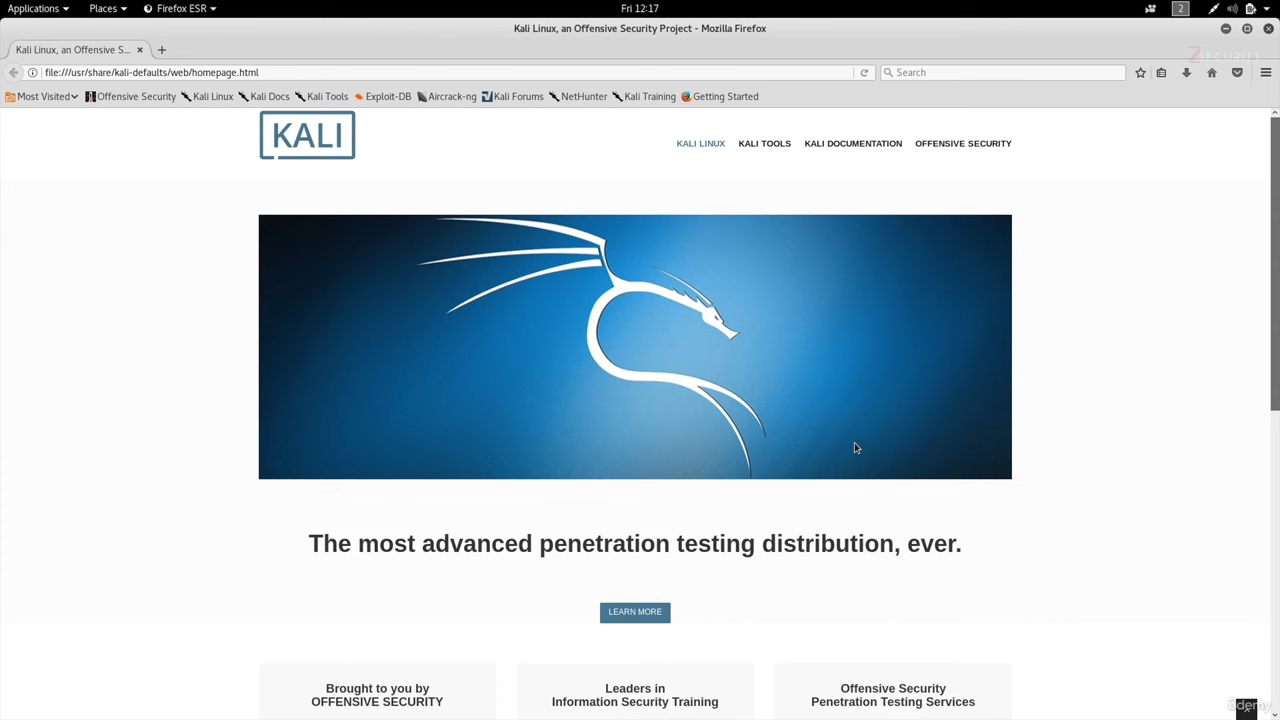 Applications Places Firefox ESR Fri 12:17 2
Kali Linux, an Offensive Security Project - Mozilla Firefox
Kali Linux, an Offensive S...
file:///usr/share/kali-defaults/web/homepage.html Search
Most Visited Offensive Security Kali Linux Kali Docs Kali Tools Exploit-DB Aircrack-ng Kali Forums NetHunter Kali Training Getting Started
KALI
KALI LINUX KALI TOOLS KALI DOCUMENTATION OFFENSIVE SECURITY
The most advanced penetration testing distribution, ever.
LEARN MORE
Brought to you by
OFFENSIVE SECURITY
Leaders in
Information Security Training
Offensive Security
Penetration Testing Services
Udemy